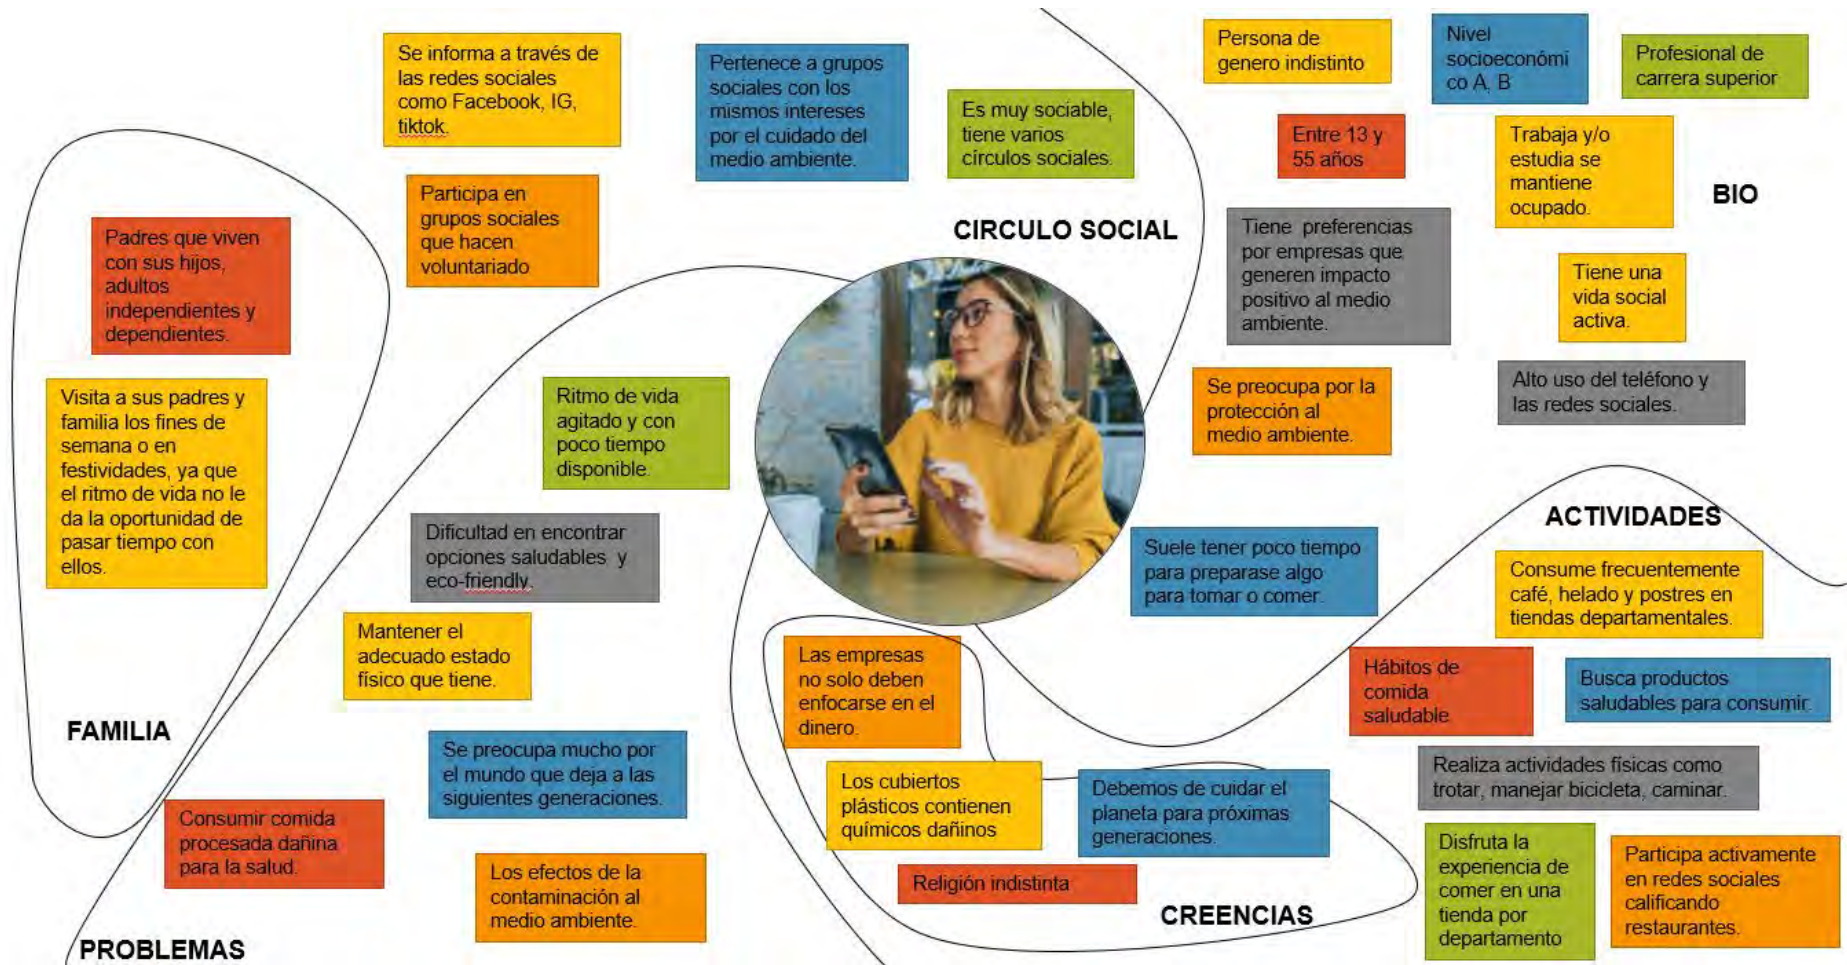 Se informa a través de
las redes sociales
como Facebook, IG,
tiktok.
Pertenece a grupos
sociales con los
mismos intereses
por el cuidado del
medio ambiente.
Es muy sociable,
tiene varios
círculos sociales.
Participa en
grupos sociales
que hacen
voluntariado
CIRCULO SOCIAL
Persona de
genero indistinto
Nivel
socioeconómi
co A, B
Profesional de
carrera superior
Entre 13 y
55 años
Trabaja y/o
estudia se
mantiene
ocupado.
BIO
Tiene preferencias
por empresas que
generen impacto
positivo al medio
ambiente.
Tiene una
vida social
activa.
Se preocupa por la
protección al
medio ambiente.
Alto uso del teléfono y
las redes sociales.
Suele tener poco tiempo
para preparase algo
para tomar o comer.
Padres que viven
con sus hijos,
adultos
independientes y
dependientes.
Visita a sus padres y
familia los fines de
semana o en
festividades, ya que
el ritmo de vida no le
da la oportunidad de
pasar tiempo con
ellos.
FAMILIA
Ritmo de vida
agitado y con
poco tiempo
disponible.
Dificultad en encontrar
opciones saludables y
eco-friendly.
Mantener el
adecuado estado
físico que tiene.
Se preocupa mucho por
el mundo que deja a las
siguientes generaciones.
Consumir comida
procesada dañina
para la salud.
Los efectos de la
contaminación al
medio ambiente.
PROBLEMAS
Las empresas
no solo deben
enfocarse en el
dinero.
Los cubiertos
plásticos contienen
químicos dañinos
Debemos de cuidar el
planeta para próximas
generaciones.
Religión indistinta
CREENCIAS
ACTIVIDADES
Consume frecuentemente
café, helado y postres en
tiendas departamentales.
Hábitos de
comida
saludable
Busca productos
saludables para consumir.
Realiza actividades físicas como
trotar, manejar bicicleta, caminar.
Disfruta la
experiencia de
comer en una
tienda por
departamento
Participa activamente
en redes sociales
calificando
restaurantes.